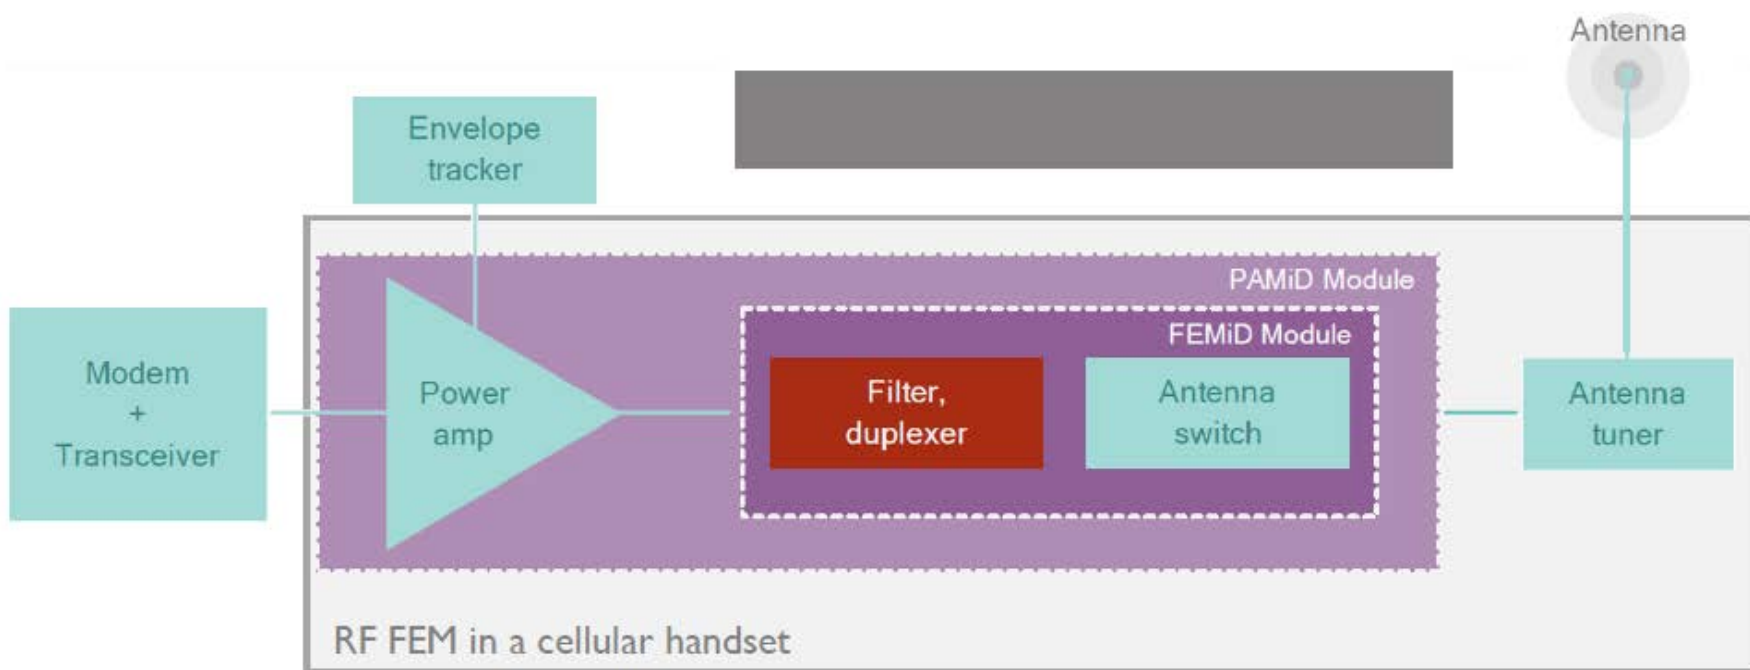 Antenna
Envelope
tracker
PAMiD Module
FEMiD Module
Modem
+
Transceiver
Power
amp
Filter,
duplexer
Antenna
switch
Antenna
tuner
RF FEM in a cellular handset